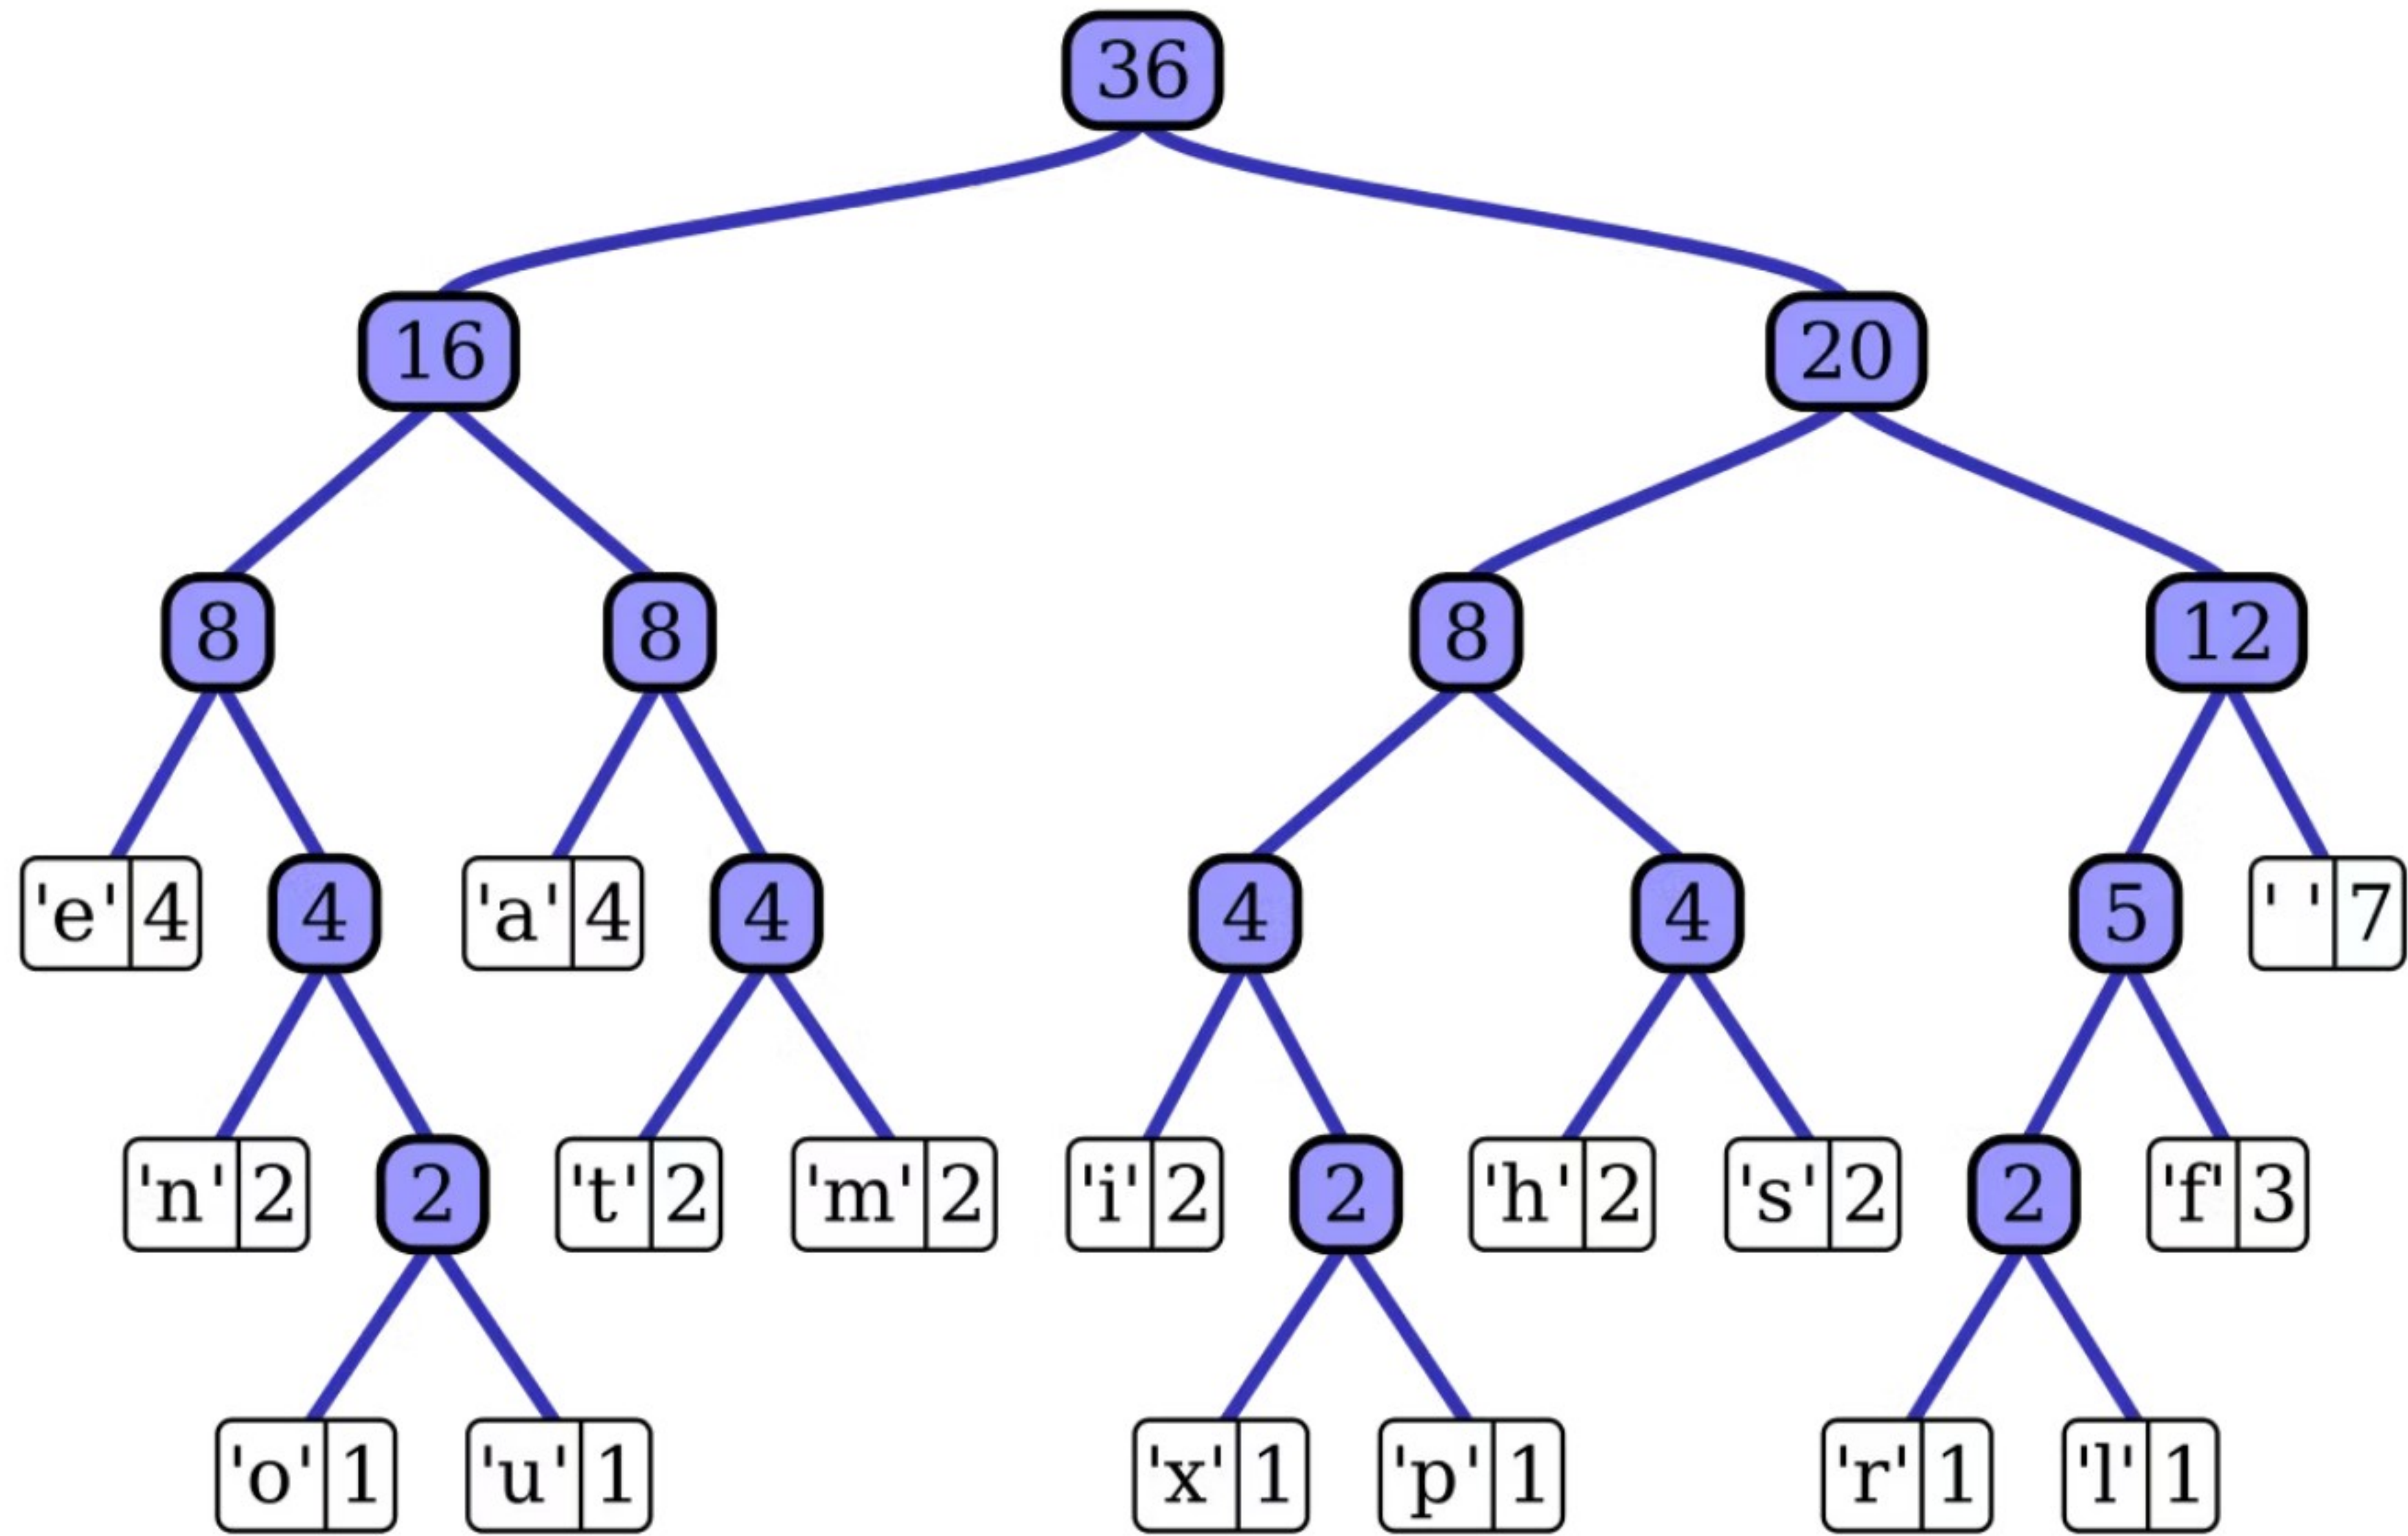 36
16 20
8 8 8 12
'e' 4 4 'a' 4 4 4 4 5 ' ' 7
'n' 2 2 't' 2 'm' 2 'i' 2 2 'h' 2 's' 2 2 'f' 3
'o' 1 'u' 1 'x' 1 'p' 1 'r' 1 'l' 1